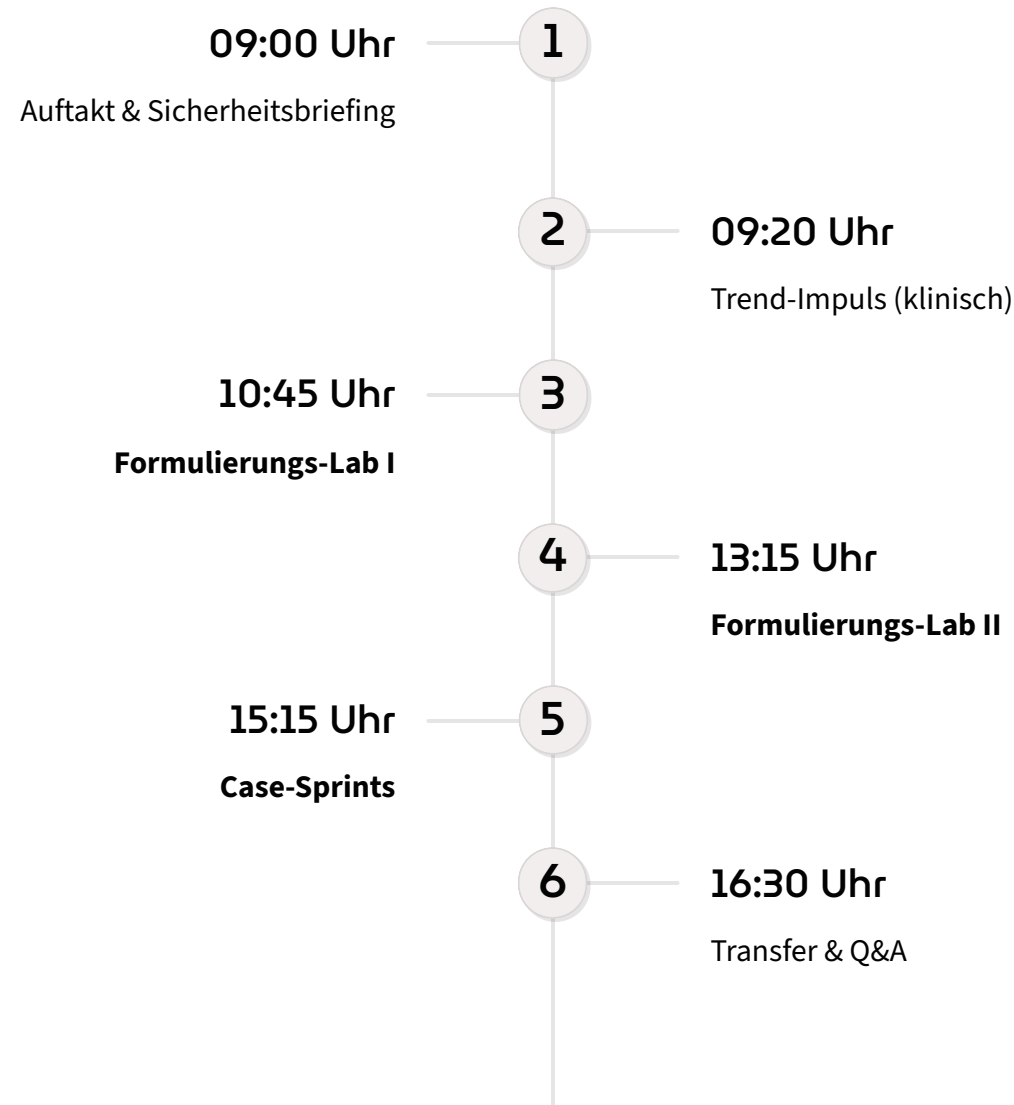 1
09:00 Uhr
Auftakt & Sicherheitsbriefing
2
09:20 Uhr
Trend-Impuls (klinisch)
3
10:45 Uhr
Formulierungs-Lab I
4
13:15 Uhr
Formulierungs-Lab II
5
15:15 Uhr
Case-Sprints
6
16:30 Uhr
Transfer & Q&A